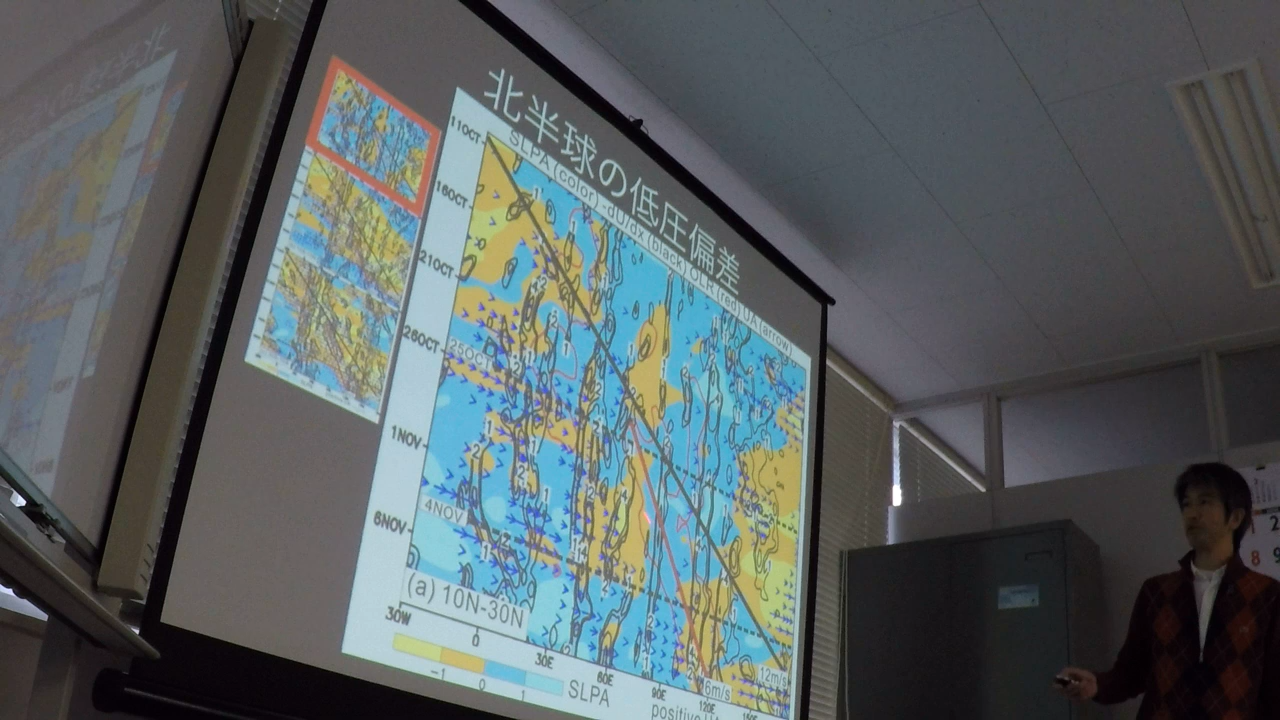 北半球の低圧偏差
SLPA (color) -dU/dx (black) OLR (red) UA (arrow)
11OCT
16OCT
21OCT
26OCT
25OCT
1NOV
4NOV
6NOV
(a) 10N-30N
30W 0 30E 60E 90E 120E 150E
12m/s
6m/s
-1 0 1 SLPA
positive